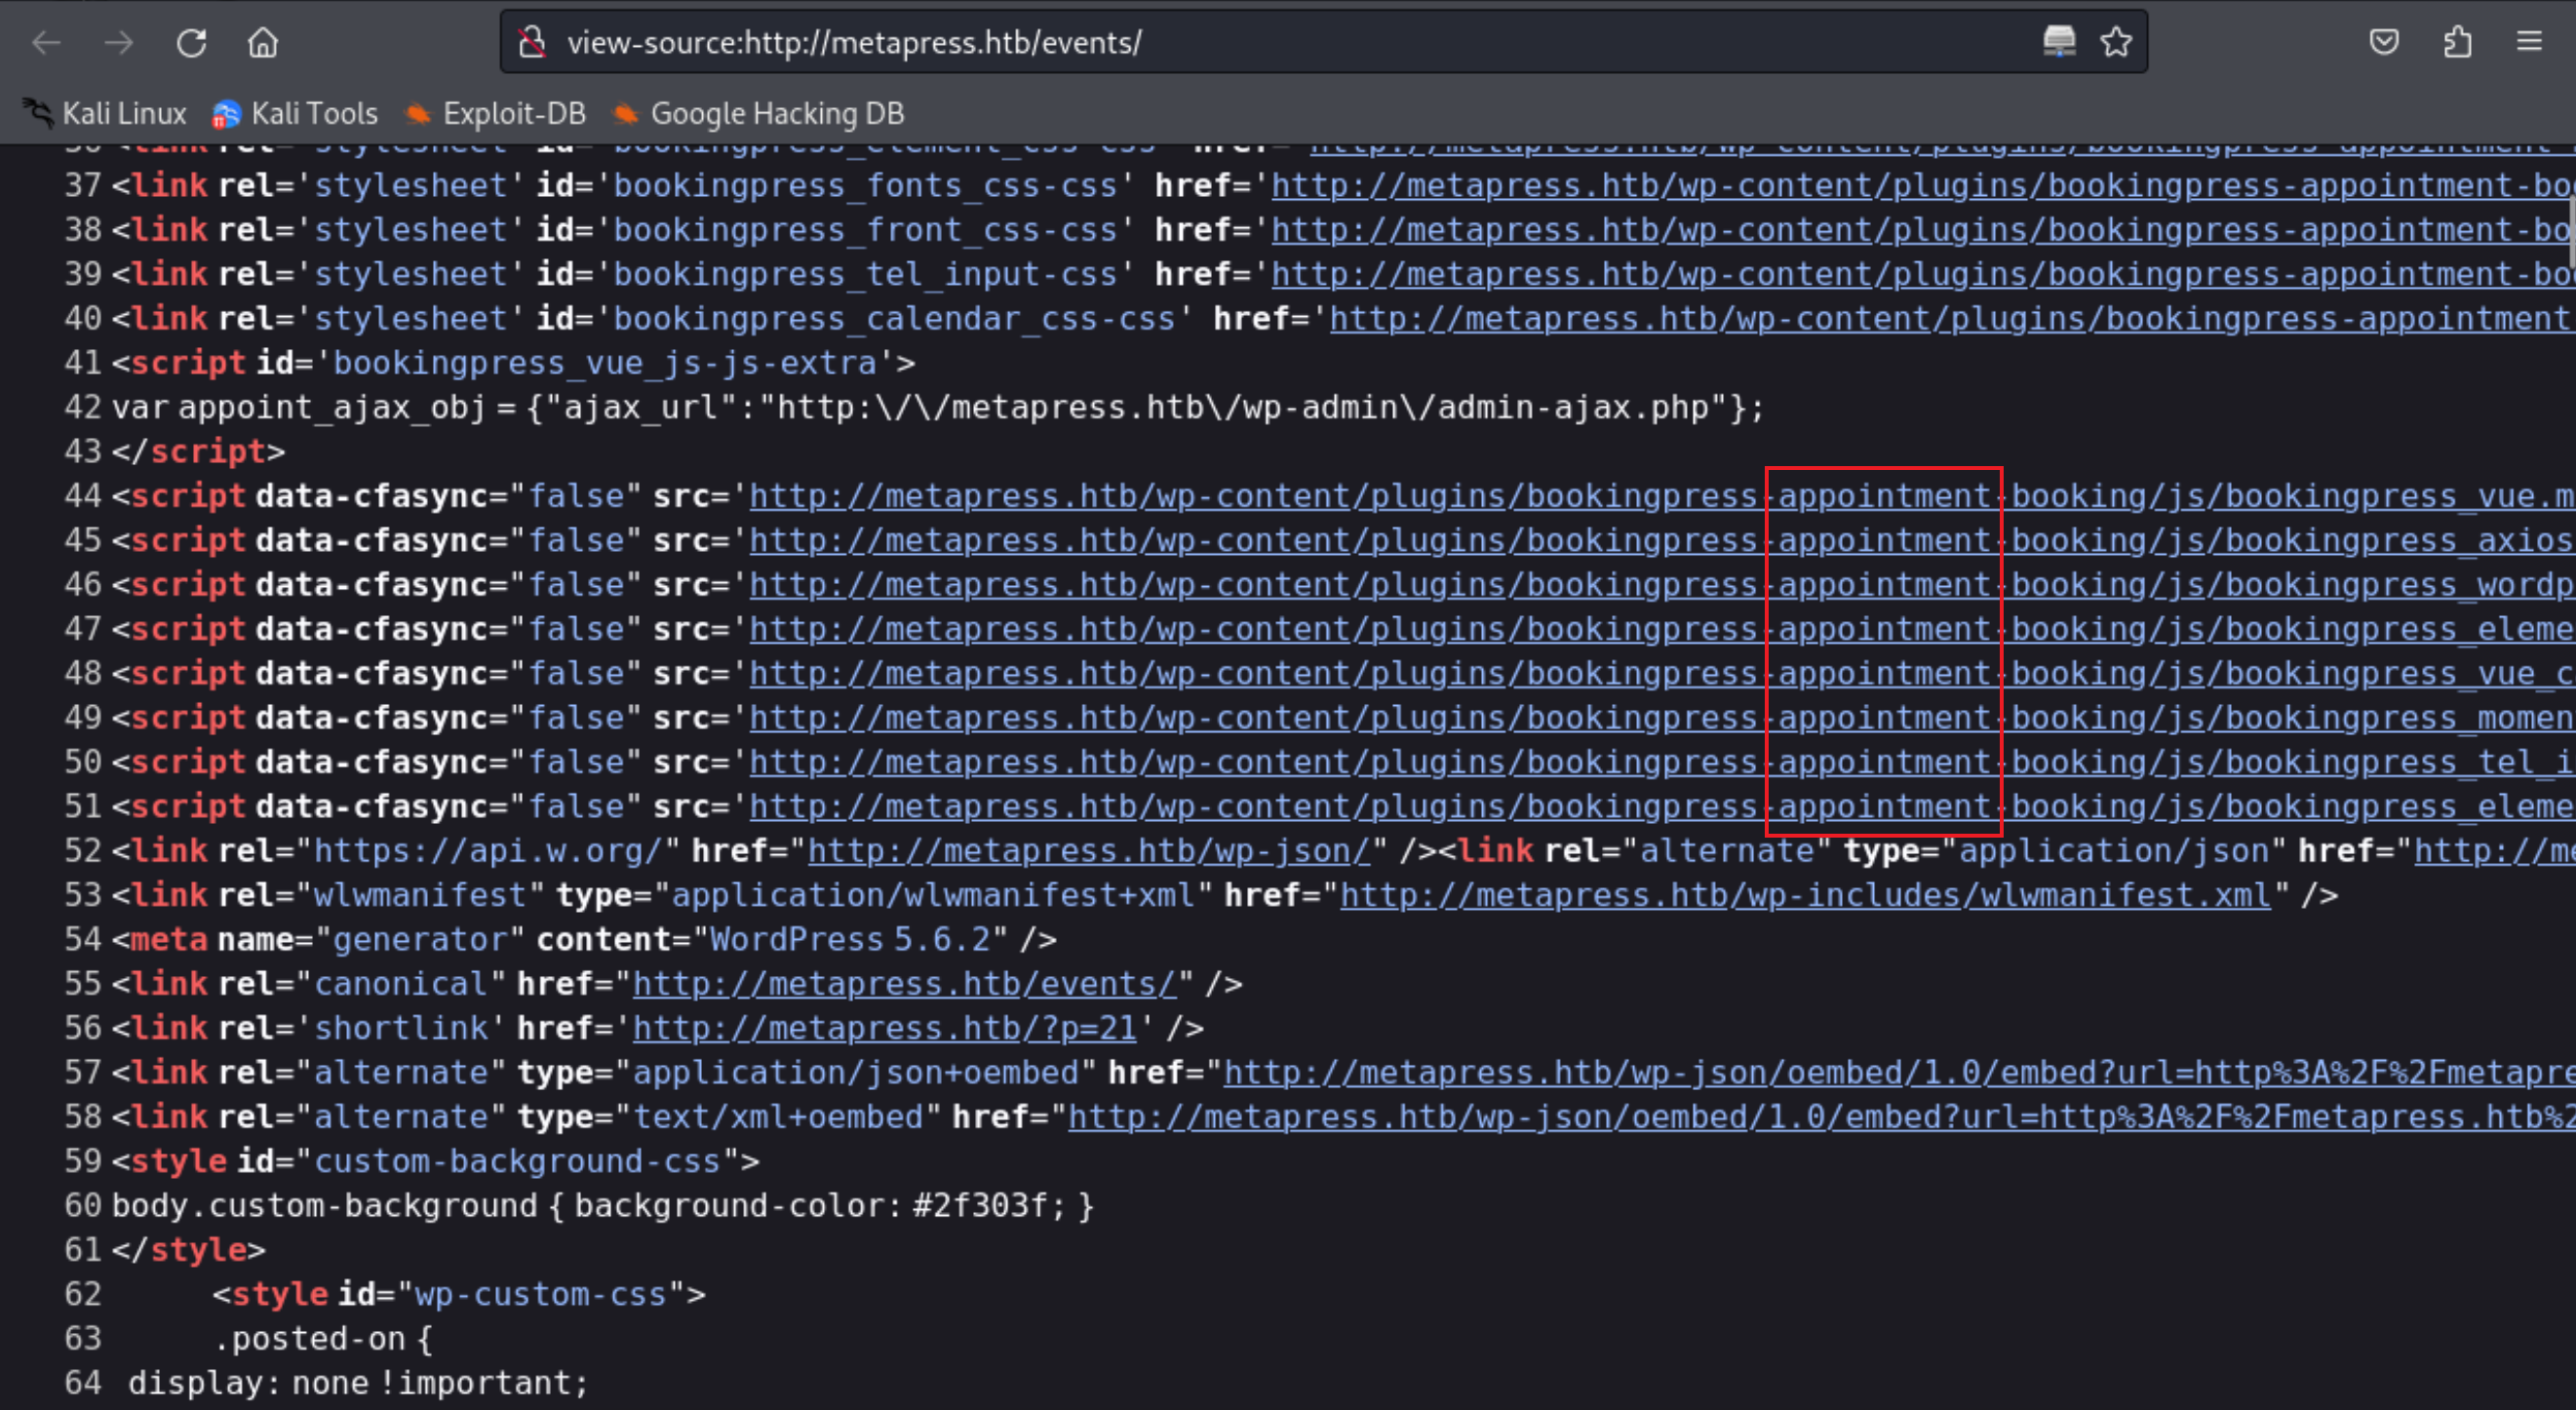 view-source:http://metapress.htb/events/
Kali Linux Kali Tools Exploit-DB Google Hacking DB
36 <link rel='stylesheet' id='bookingpress_element_css-css' href='http://metapress.htb/wp-content/plugins/bookingpress-appointment-
37 <link rel='stylesheet' id='bookingpress_fonts_css-css' href='http://metapress.htb/wp-content/plugins/bookingpress-appointment-boo
38 <link rel='stylesheet' id='bookingpress_front_css-css' href='http://metapress.htb/wp-content/plugins/bookingpress-appointment-bo
39 <link rel='stylesheet' id='bookingpress_tel_input-css' href='http://metapress.htb/wp-content/plugins/bookingpress-appointment-boo
40 <link rel='stylesheet' id='bookingpress_calendar_css-css' href='http://metapress.htb/wp-content/plugins/bookingpress-appointment
41 <script id='bookingpress_vue_js-js-extra'>
42 var appoint_ajax_obj = {"ajax_url":"http:\/\/metapress.htb\/wp-admin\/admin-ajax.php"};
43 </script>
44 <script data-cfasync="false" src='http://metapress.htb/wp-content/plugins/bookingpress-appointment-booking/js/bookingpress_vue.m
45 <script data-cfasync="false" src='http://metapress.htb/wp-content/plugins/bookingpress-appointment-booking/js/bookingpress_axios
46 <script data-cfasync="false" src='http://metapress.htb/wp-content/plugins/bookingpress-appointment-booking/js/bookingpress_wordp
47 <script data-cfasync="false" src='http://metapress.htb/wp-content/plugins/bookingpress-appointment-booking/js/bookingpress_eleme
48 <script data-cfasync="false" src='http://metapress.htb/wp-content/plugins/bookingpress-appointment-booking/js/bookingpress_vue_c
49 <script data-cfasync="false" src='http://metapress.htb/wp-content/plugins/bookingpress-appointment-booking/js/bookingpress_momen
50 <script data-cfasync="false" src='http://metapress.htb/wp-content/plugins/bookingpress-appointment-booking/js/bookingpress_tel_i
51 <script data-cfasync="false" src='http://metapress.htb/wp-content/plugins/bookingpress-appointment-booking/js/bookingpress_eleme
52 <link rel="https://api.w.org/" href="http://metapress.htb/wp-json/" /><link rel="alternate" type="application/json" href="http://me
53 <link rel="wlwmanifest" type="application/wlwmanifest+xml" href="http://metapress.htb/wp-includes/wlwmanifest.xml" />
54 <meta name="generator" content="WordPress 5.6.2" />
55 <link rel="canonical" href="http://metapress.htb/events/" />
56 <link rel='shortlink' href='http://metapress.htb/?p=21' />
57 <link rel="alternate" type="application/json+oembed" href="http://metapress.htb/wp-json/oembed/1.0/embed?url=http%3A%2F%2Fmetapre
58 <link rel="alternate" type="text/xml+oembed" href="http://metapress.htb/wp-json/oembed/1.0/embed?url=http%3A%2F%2Fmetapress.htb%2
59 <style id="custom-background-css">
60 body.custom-background { background-color: #2f303f; }
61 </style>
62 <style id="wp-custom-css">
63 .posted-on {
64 display: none !important;